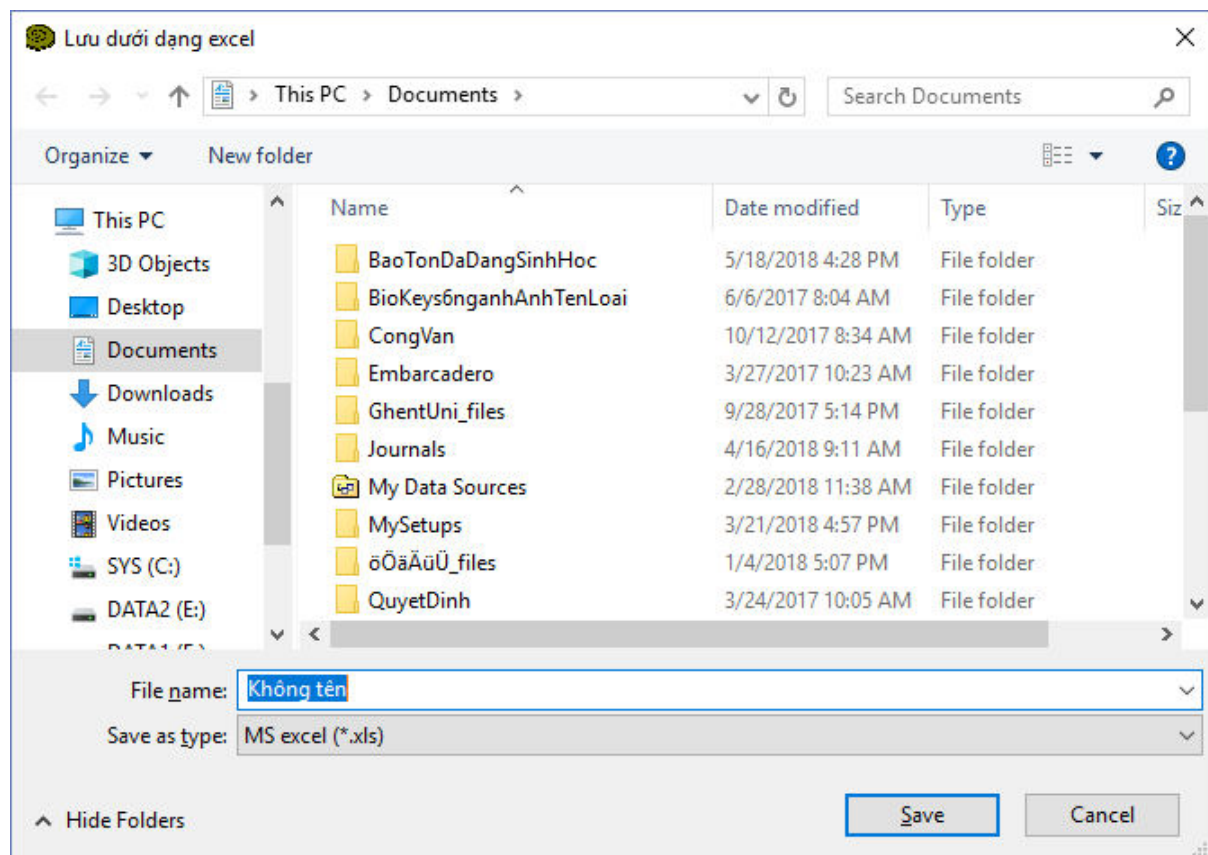 Lưu dưới dạng excel
This PC > Documents >
Search Documents
Organize
New folder
Name Date modified Type Siz
This PC
3D Objects
Desktop
Documents
Downloads
Music
Pictures
Videos
SYS (C:)
DATA2 (E:)
BaoTonDaDangSinhHoc 5/18/2018 4:28 PM File folder
BioKeys6nganhAnhTenLoai 6/6/2017 8:04 AM File folder
CongVan 10/12/2017 8:34 AM File folder
Embarcadero 3/27/2017 10:23 AM File folder
GhentUni_files 9/28/2017 5:14 PM File folder
Journals 4/16/2018 9:11 AM File folder
My Data Sources 2/28/2018 11:38 AM File folder
MySetups 3/21/2018 4:57 PM File folder
öÖäÄüÜ_files 1/4/2018 5:07 PM File folder
QuyetDinh 3/24/2017 10:05 AM File folder
File name: Không tên
Save as type: MS excel (*.xls)
Hide Folders
Save
Cancel